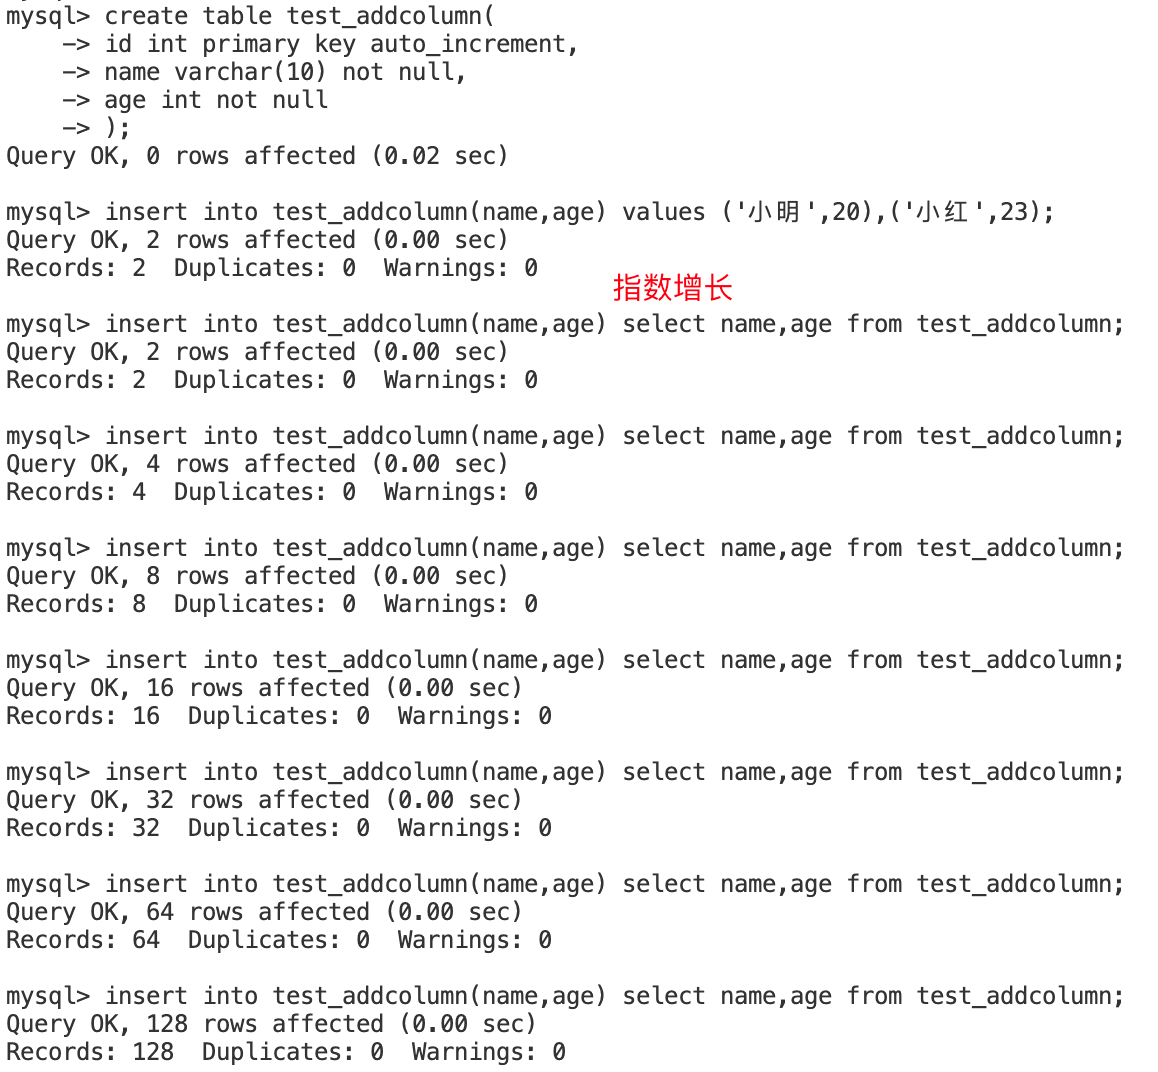 mysql> create table test_addcolumn(
    -> id int primary key auto_increment,
    -> name varchar(10) not null,
    -> age int not null
    -> );
Query OK, 0 rows affected (0.02 sec)
mysql> insert into test_addcolumn(name,age) values ('小明',20),('小红',23);
Query OK, 2 rows affected (0.00 sec)
Records: 2  Duplicates: 0  Warnings: 0
指数增长
mysql> insert into test_addcolumn(name,age) select name,age from test_addcolumn;
Query OK, 2 rows affected (0.00 sec)
Records: 2  Duplicates: 0  Warnings: 0
mysql> insert into test_addcolumn(name,age) select name,age from test_addcolumn;
Query OK, 4 rows affected (0.00 sec)
Records: 4  Duplicates: 0  Warnings: 0
mysql> insert into test_addcolumn(name,age) select name,age from test_addcolumn;
Query OK, 8 rows affected (0.00 sec)
Records: 8  Duplicates: 0  Warnings: 0
mysql> insert into test_addcolumn(name,age) select name,age from test_addcolumn;
Query OK, 16 rows affected (0.00 sec)
Records: 16  Duplicates: 0  Warnings: 0
mysql> insert into test_addcolumn(name,age) select name,age from test_addcolumn;
Query OK, 32 rows affected (0.00 sec)
Records: 32  Duplicates: 0  Warnings: 0
mysql> insert into test_addcolumn(name,age) select name,age from test_addcolumn;
Query OK, 64 rows affected (0.00 sec)
Records: 64  Duplicates: 0  Warnings: 0
mysql> insert into test_addcolumn(name,age) select name,age from test_addcolumn;
Query OK, 128 rows affected (0.00 sec)
Records: 128  Duplicates: 0  Warnings: 0